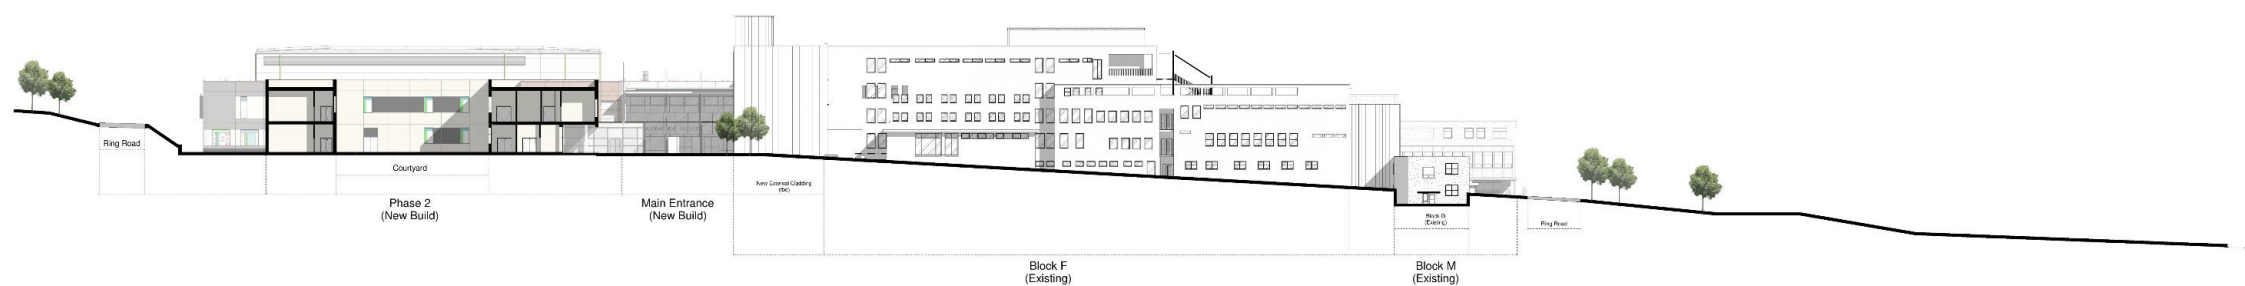 Ring Road
Courtyard
Phase 2
(New Build)
Main Entrance
(New Build)
New External Cladding
(tbc)
Block F
(Existing)
Block G
(Existing)
Block M
(Existing)
Ring Road